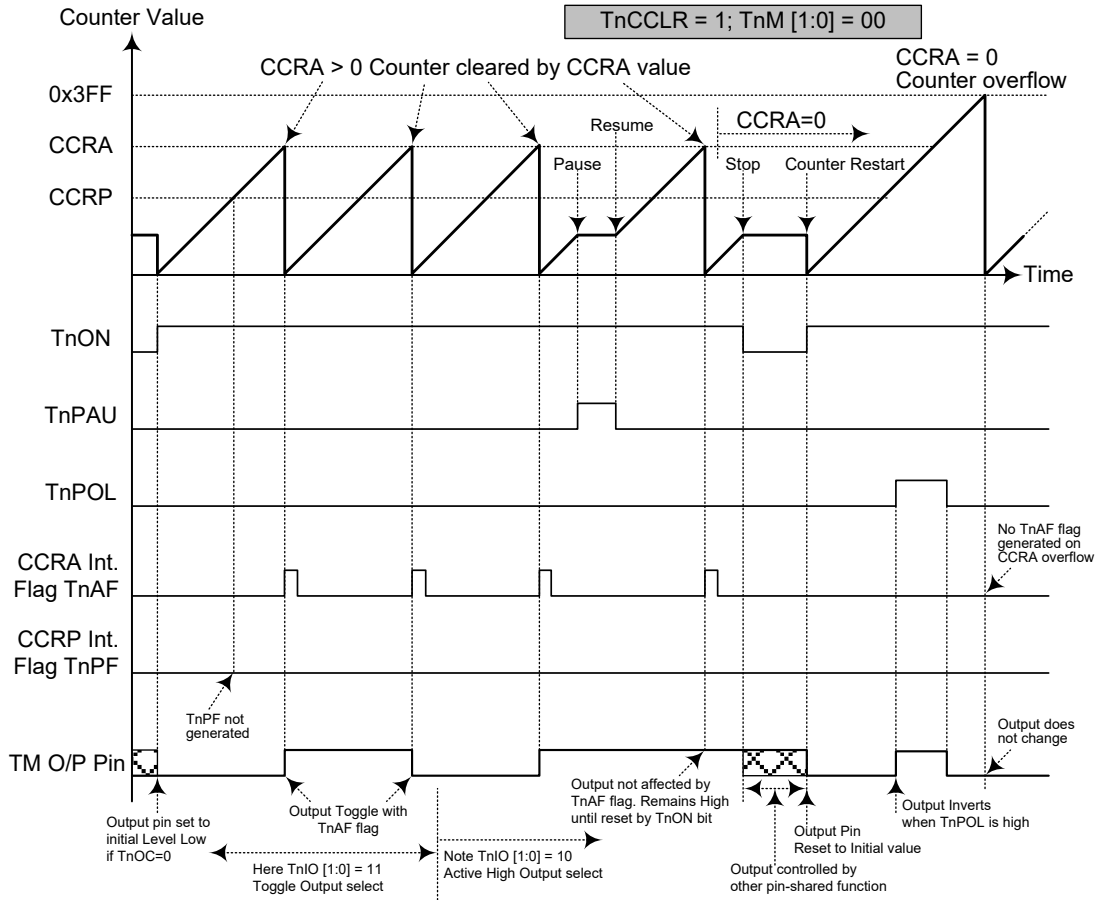 Counter Value
TnCCLR = 1; TnM [1:0] = 00
CCRA > 0 Counter cleared by CCRA value
CCRA = 0
Counter overflow
0x3FF
CCRA
CCRP
Resume
CCRA=0
Pause
Stop
Counter Restart
Time
TnON
TnPAU
TnPOL
No TnAF flag
generated on
CCRA overflow
CCRA Int.
Flag TnAF
CCRP Int.
Flag TnPF
TnPF not
generated
Output does
not change
TM O/P Pin
Output pin set to
initial Level Low
if TnOC=0
Output Toggle with
TnAF flag
Output not affected by
TnAF flag. Remains High
until reset by TnON bit
Output Inverts
when TnPOL is high
Output Pin
Reset to Initial value
Here TnIO [1:0] = 11
Toggle Output select
Note TnIO [1:0] = 10
Active High Output select
Output controlled by
other pin-shared function